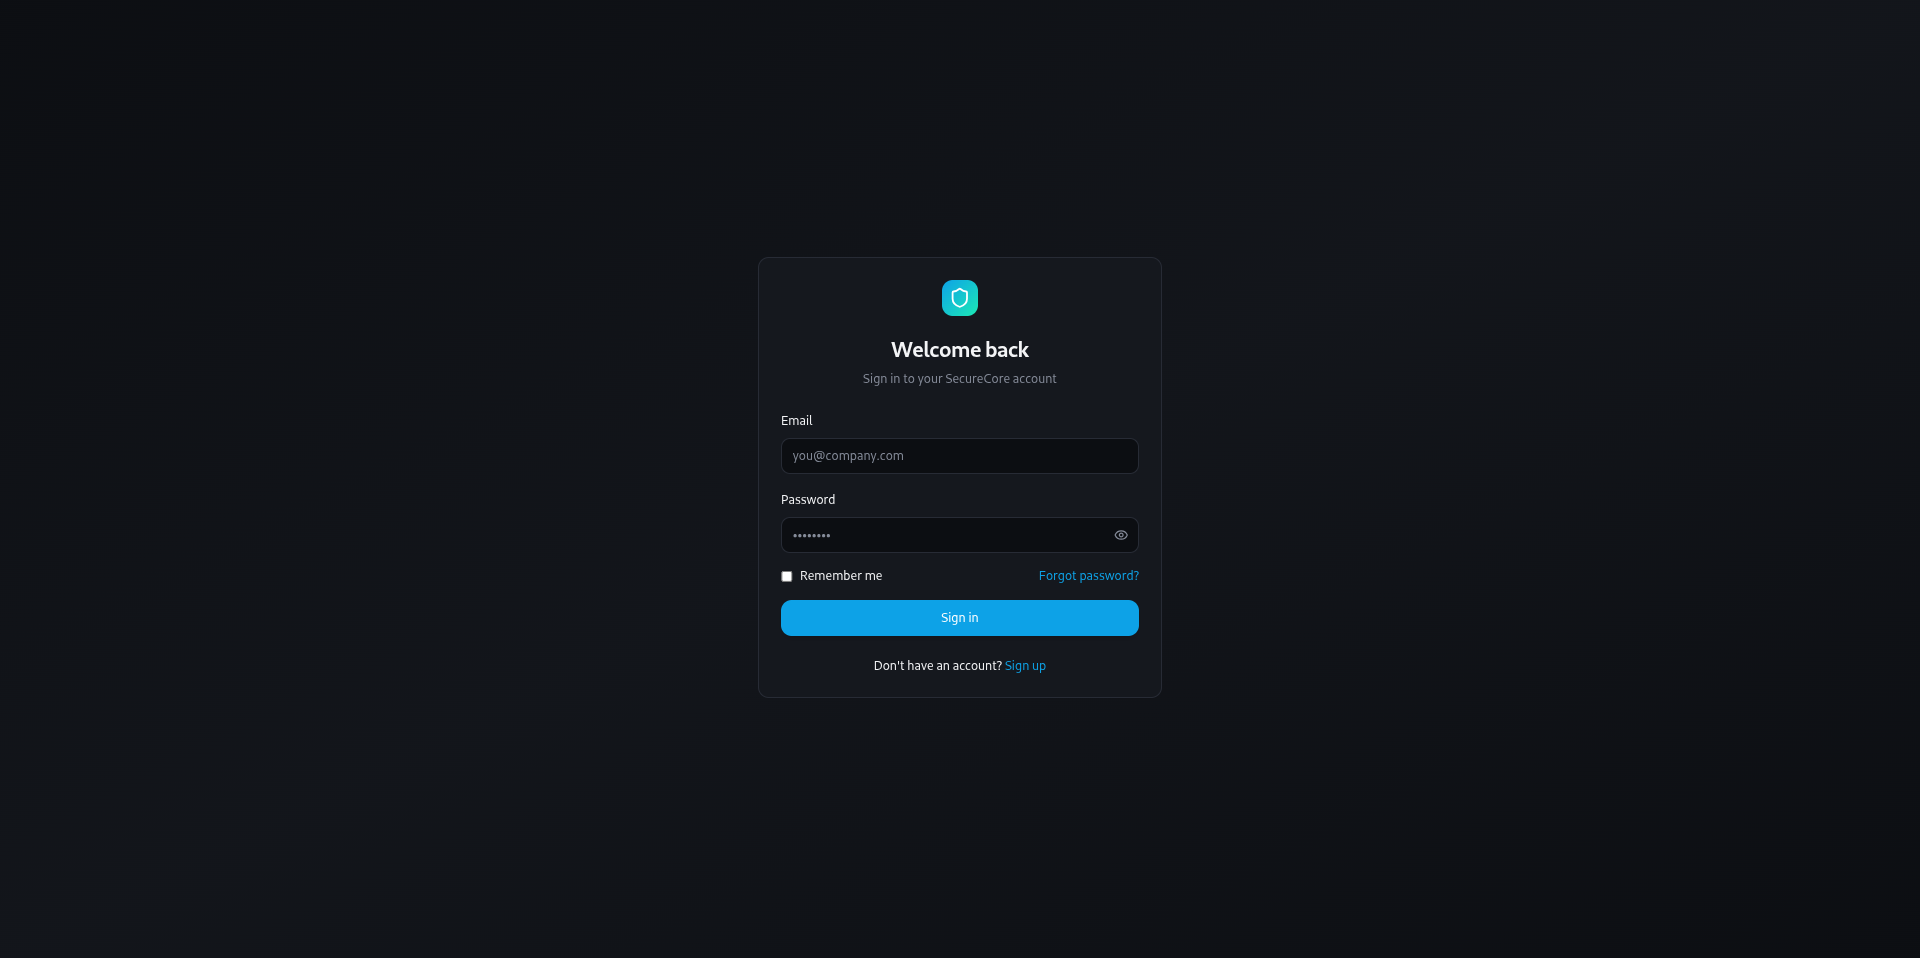 Welcome back
Sign in to your SecureCore account
Email
you@company.com
Password
••••••••
Remember me
Forgot password?
Sign in
Don't have an account? Sign up